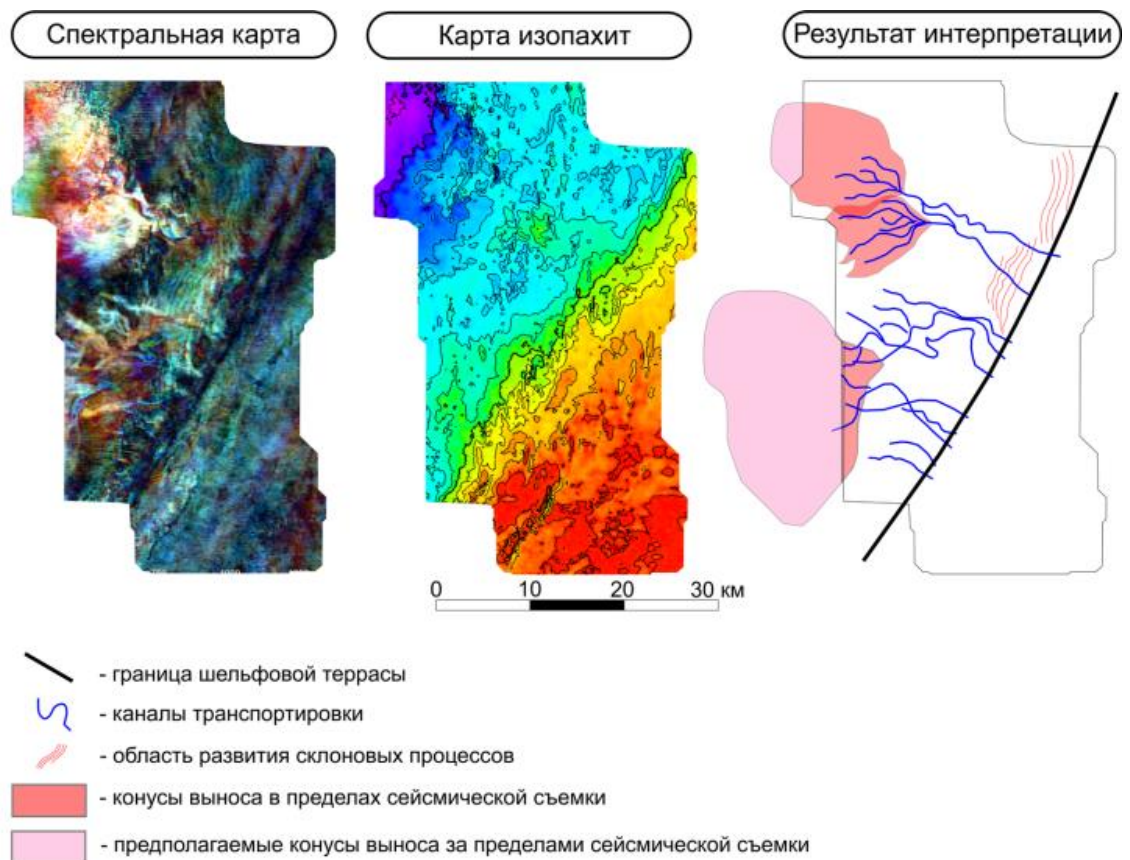 Спектральная карта
Карта изопахит
Результат интерпретации
0 10 20 30 км
- граница шельфовой террасы
- каналы транспортировки
- область развития склоновых процессов
- конусы выноса в пределах сейсмической съемки
- предполагаемые конусы выноса за пределами сейсмической съемки